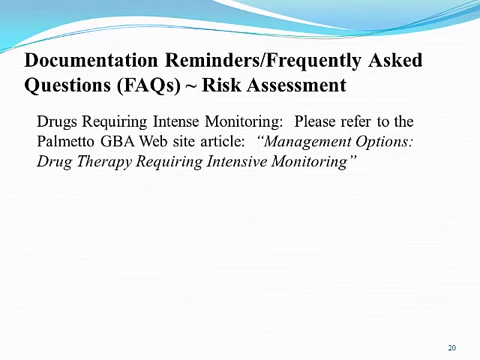 Documentation Reminders/Frequently Asked
Questions (FAQs) ~ Risk Assessment
Drugs Requiring Intense Monitoring:  Please refer to the
Palmetto GBA Web site article:  “Management Options:
Drug Therapy Requiring Intensive Monitoring”
20